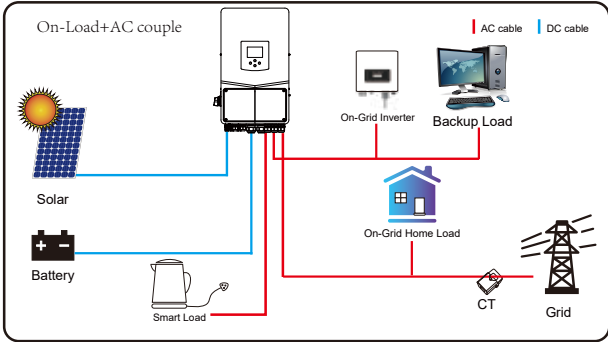 On-Load+AC couple
AC cable
DC cable
On-Grid Inverter
Backup Load
Solar
On-Grid Home Load
Battery
Smart Load
CT
Grid